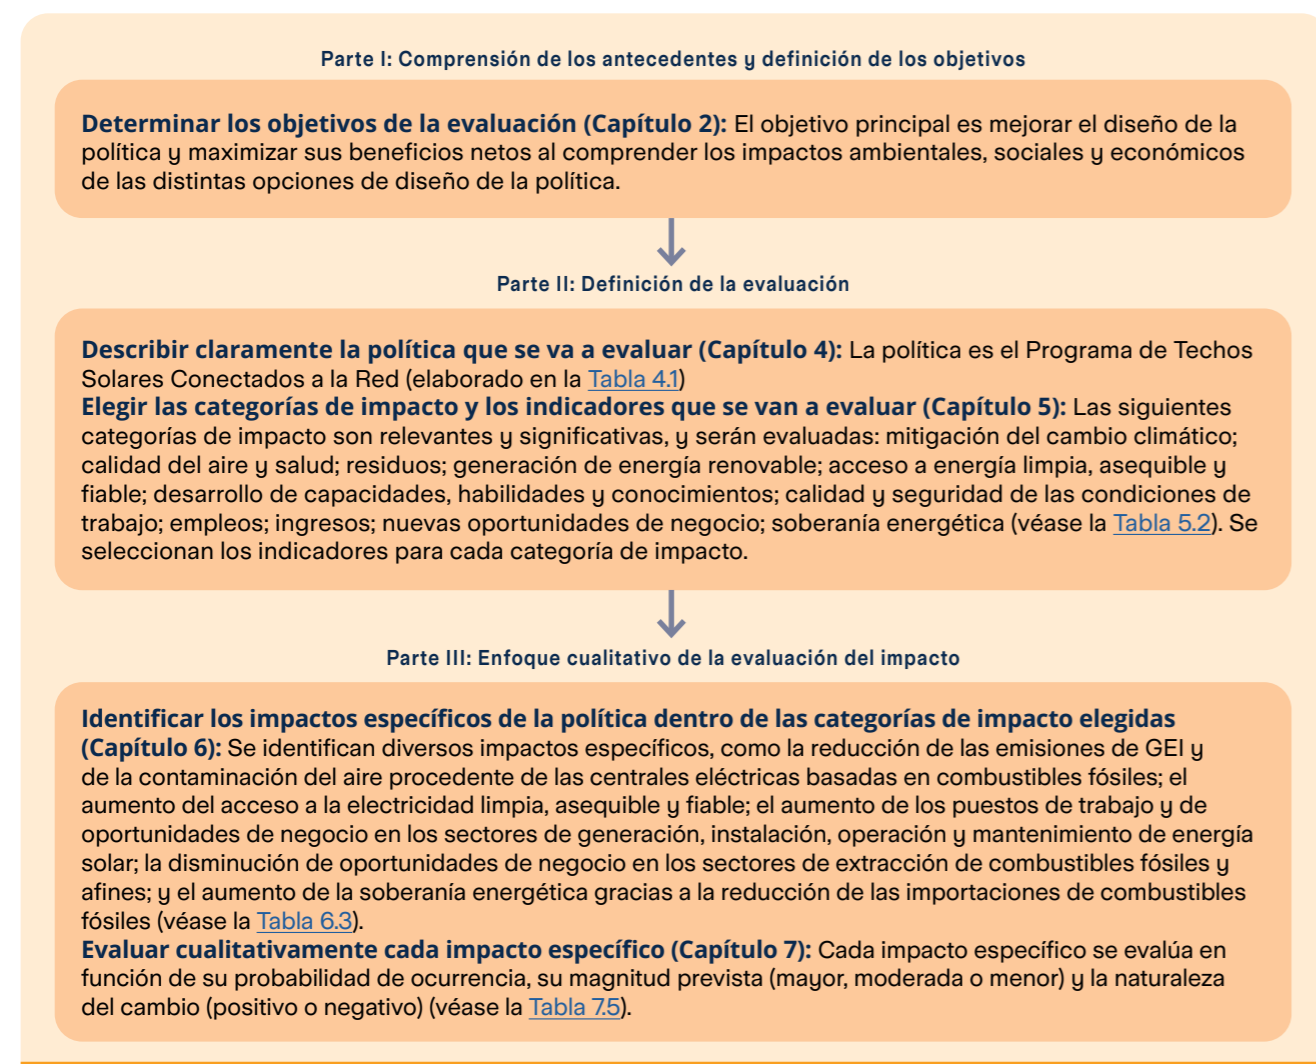 Parte I: Comprensión de los antecedentes y definición de los objetivos
Determinar los objetivos de la evaluación (Capítulo 2): El objetivo principal es mejorar el diseño de la
política y maximizar sus beneficios netos al comprender los impactos ambientales, sociales y económicos
de las distintas opciones de diseño de la política.
Parte II: Definición de la evaluación
Describir claramente la política que se va a evaluar (Capítulo 4): La política es el Programa de Techos
Solares Conectados a la Red (elaborado en la Tabla 4.1)
Elegir las categorías de impacto y los indicadores que se van a evaluar (Capítulo 5): Las siguientes
categorías de impacto son relevantes y significativas, y serán evaluadas: mitigación del cambio climático;
calidad del aire y salud; residuos; generación de energía renovable; acceso a energía limpia, asequible y
fiable; desarrollo de capacidades, habilidades y conocimientos; calidad y seguridad de las condiciones de
trabajo; empleos; ingresos; nuevas oportunidades de negocio; soberanía energética (véase la Tabla 5.2). Se
seleccionan los indicadores para cada categoría de impacto.
Parte III: Enfoque cualitativo de la evaluación del impacto
Identificar los impactos específicos de la política dentro de las categorías de impacto elegidas
(Capítulo 6): Se identifican diversos impactos específicos, como la reducción de las emisiones de GEI y
de la contaminación del aire procedente de las centrales eléctricas basadas en combustibles fósiles; el
aumento del acceso a la electricidad limpia, asequible y fiable; el aumento de los puestos de trabajo y de
oportunidades de negocio en los sectores de generación, instalación, operación y mantenimiento de energía
solar; la disminución de oportunidades de negocio en los sectores de extracción de combustibles fósiles y
afines; y el aumento de la soberanía energética gracias a la reducción de las importaciones de combustibles
fósiles (véase la Tabla 6.3).
Evaluar cualitativamente cada impacto específico (Capítulo 7): Cada impacto específico se evalúa en
función de su probabilidad de ocurrencia, su magnitud prevista (mayor, moderada o menor) y la naturaleza
del cambio (positivo o negativo) (véase la Tabla 7.5).